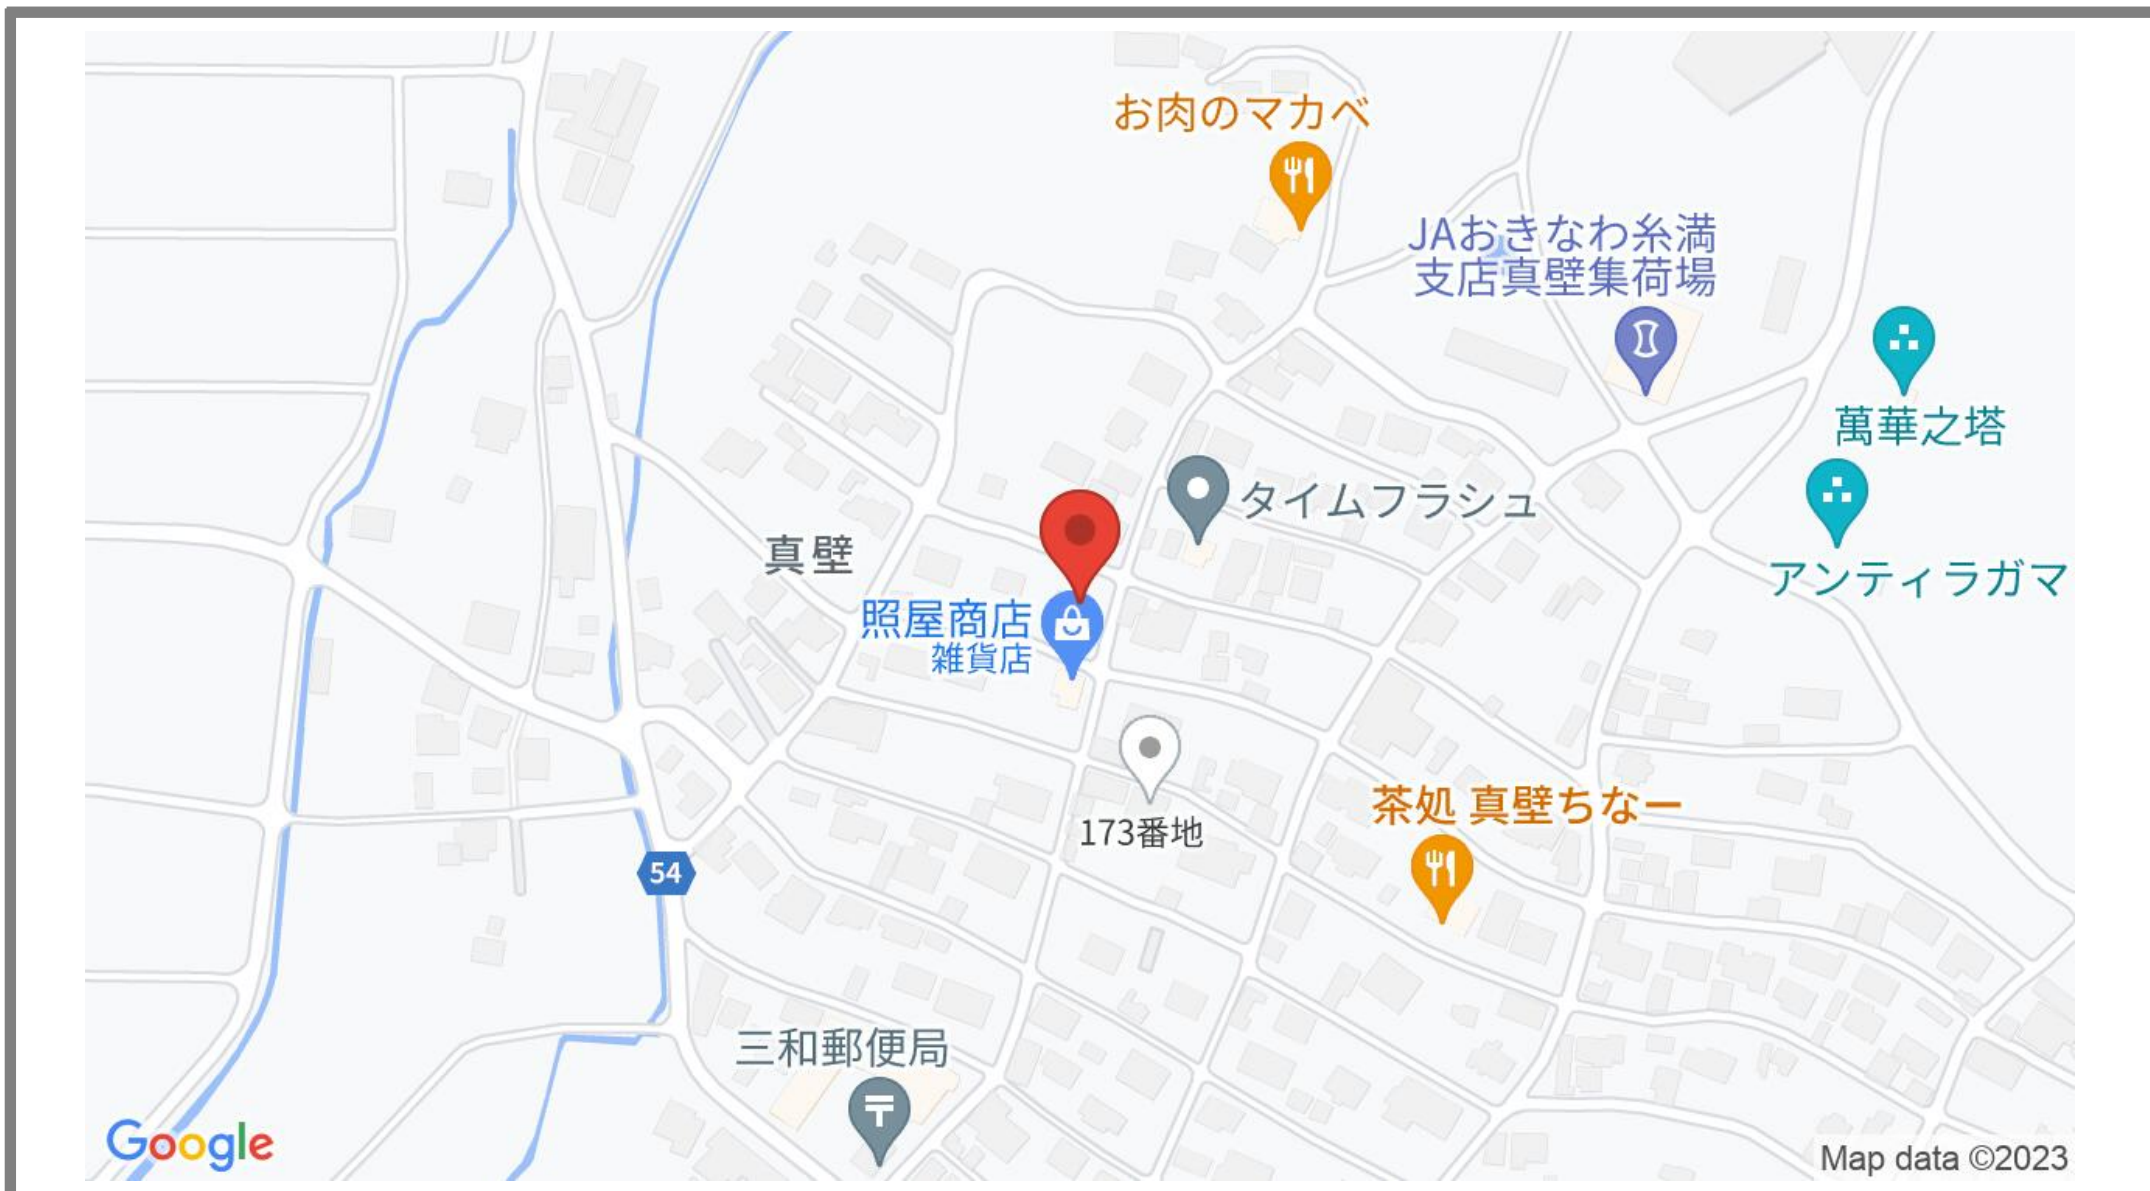 お肉のマカベ
JAおきなわ糸満
支店真壁集荷場
萬華之塔
タイムフラシュ
アンティラガマ
真壁
照屋商店
雑貨店
173番地
茶処 真壁ちなー
54
三和郵便局
Google
Map data ©2023